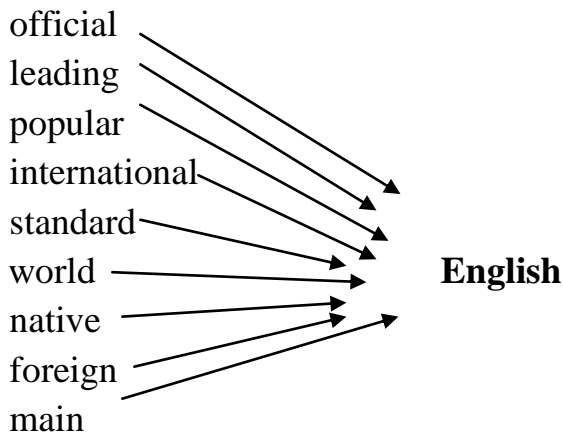 official
leading
popular
international
standard
world
English
native
foreign
main